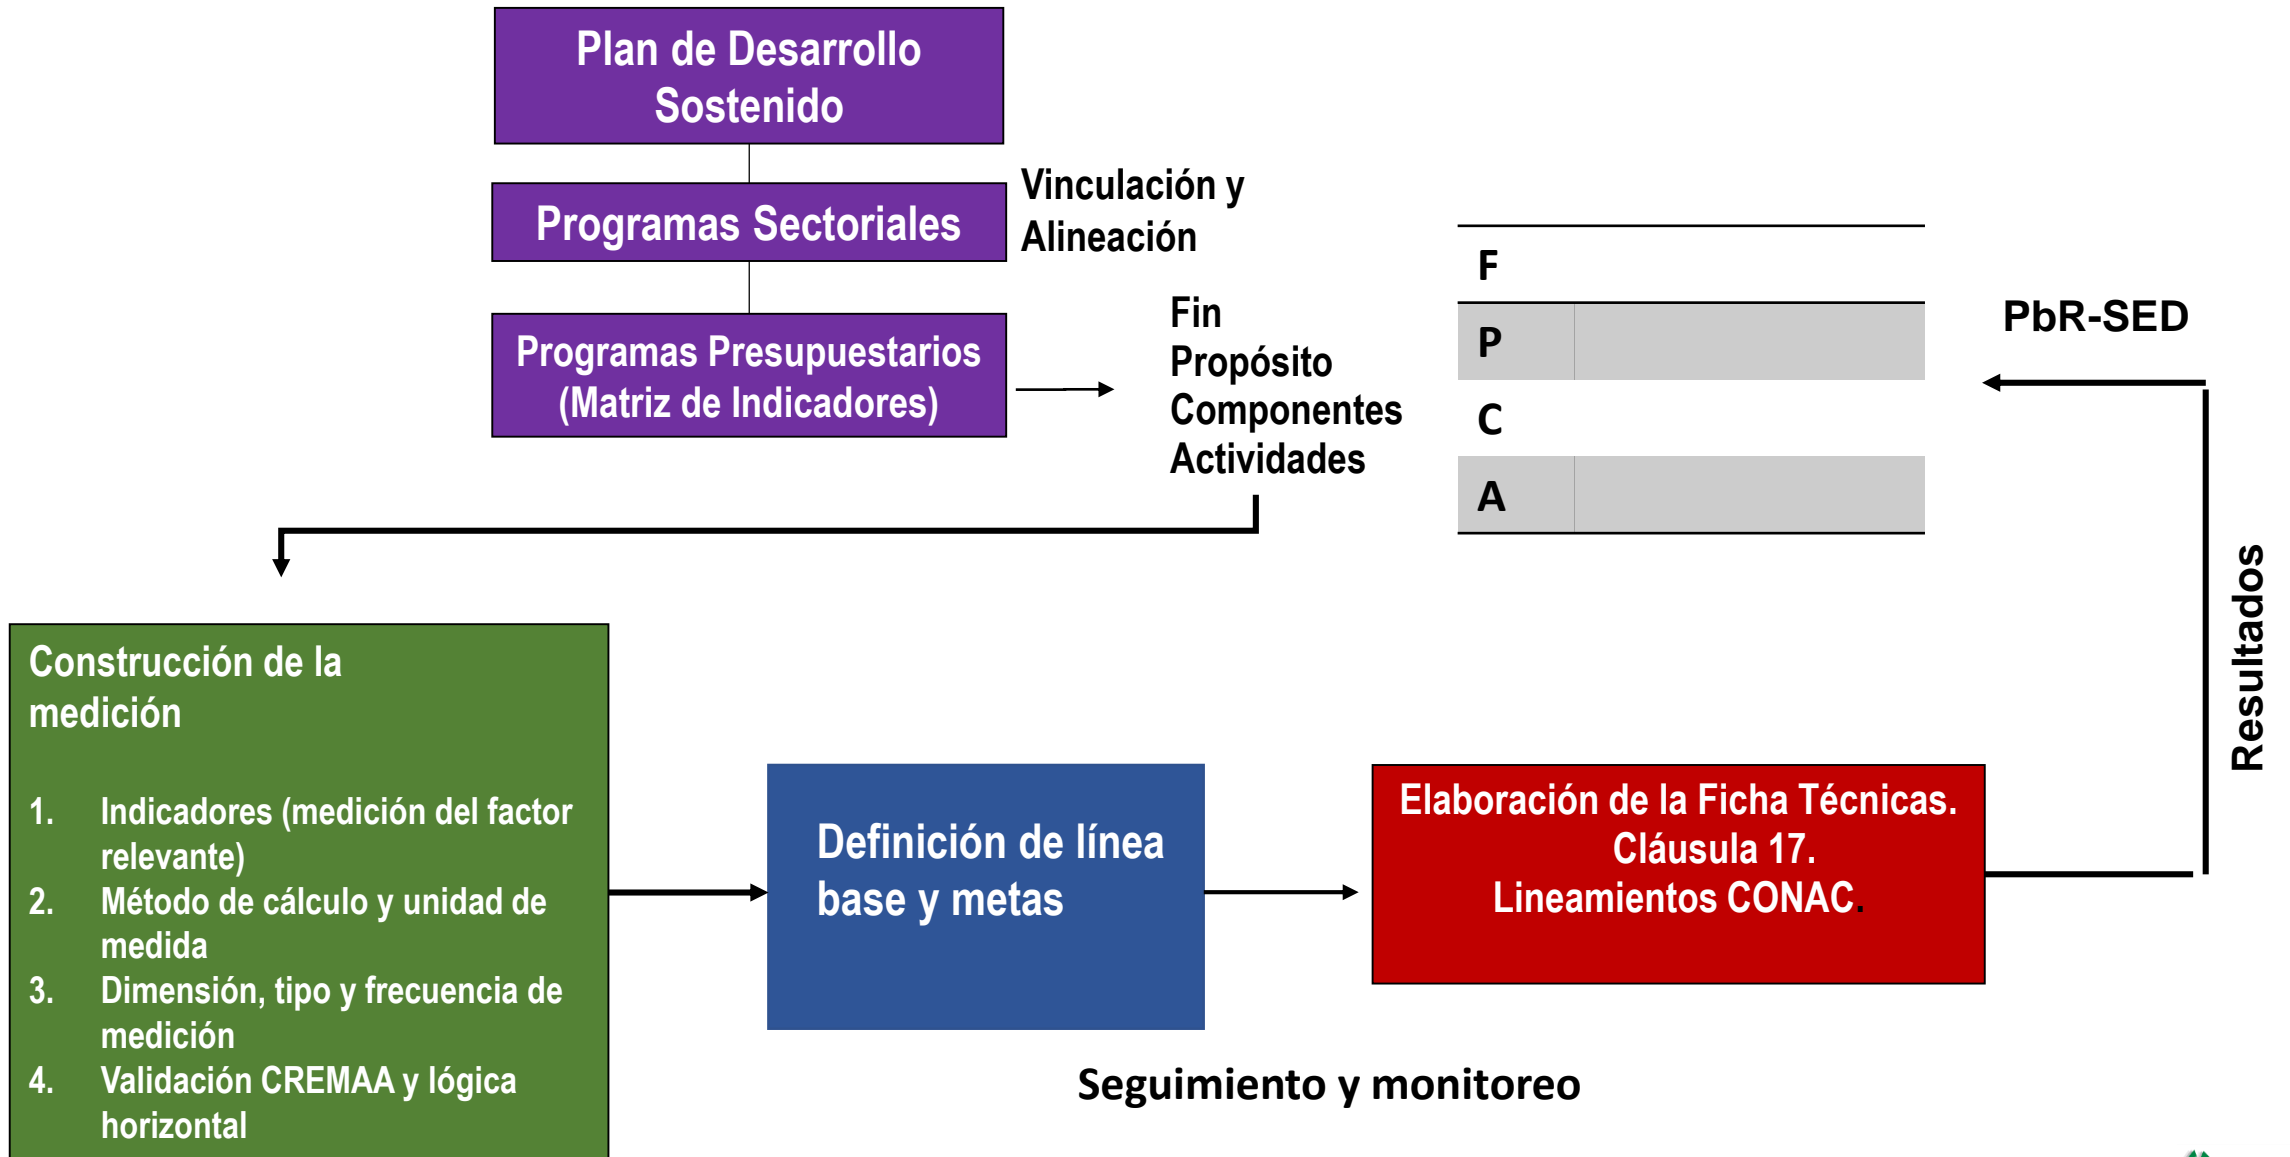 Plan de Desarrollo
Sostenido
Programas Sectoriales
Vinculación y
Alineación
Programas Presupuestarios
(Matriz de Indicadores)
Fin
Propósito
Componentes
Actividades
F
P
C
A
PbR-SED
Resultados
Construcción de la
medición
1. Indicadores (medición del factor
relevante)
2. Método de cálculo y unidad de
medida
3. Dimensión, tipo y frecuencia de
medición
4. Validación CREMAA y lógica
horizontal
Definición de línea
base y metas
Elaboración de la Ficha Técnicas.
Cláusula 17.
Lineamientos CONAC.
Seguimiento y monitoreo